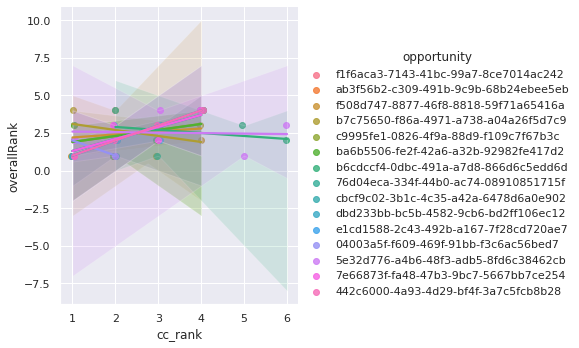 10.0
7.5
5.0
2.5
0.0
−2.5
−5.0
−7.5
overallRank
1 2 3 4 5 6
cc_rank
opportunity
f1f6aca3-7143-41bc-99a7-8ce7014ac242
ab3f56b2-c309-491b-9c9b-68b24ebee5eb
f508d747-8877-46f8-8818-59f71a65416a
b7c75650-f86a-4971-a738-a04a26f5d7c9
c9995fe1-0826-4f9a-88d9-f109c7f67b3c
ba6b5506-fe2f-42a6-a32b-92982fe417d2
b6cdccf4-0dbc-491a-a7d8-866d6c5edd6d
76d04eca-334f-44b0-ac74-08910851715f
cbcf9c02-3b1c-4c35-a42a-6478d6a0e902
dbd233bb-bc5b-4582-9cb6-bd2ff106ec12
e1cd1588-2c43-492b-a167-7f28cd720ae7
04003a5f-f609-469f-91bb-f3c6ac56bed7
5e32d776-a4b6-48f3-adb5-8fd6c38462cb
7e66873f-fa48-47b3-9bc7-5667bb7ce254
442c6000-4a93-4d29-bf4f-3a7c5fcb8b28